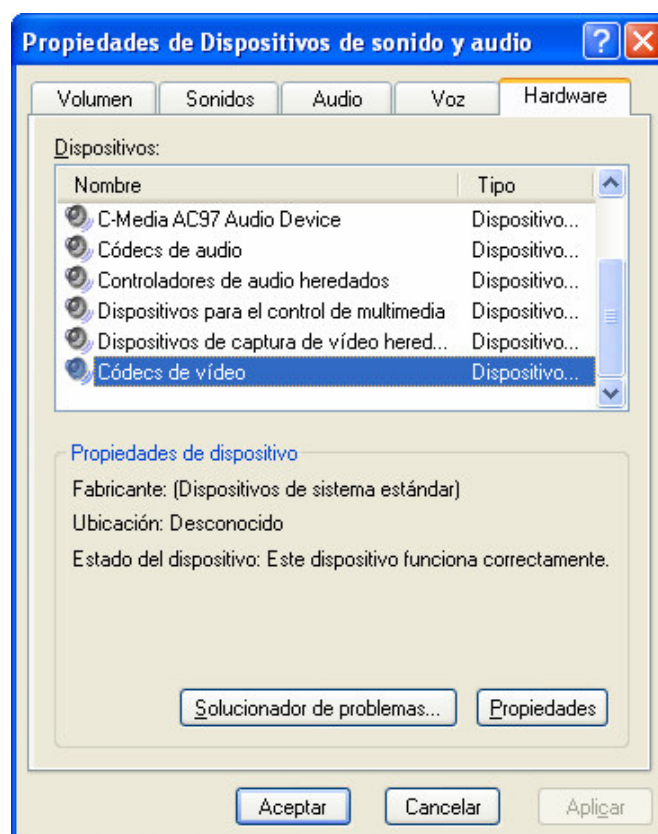 Propiedades de Dispositivos de sonido y audio
Volumen Sonidos Audio Voz Hardware
Dispositivos:
Nombre Tipo
C-Media AC97 Audio Device Dispositivo...
Códecs de audio Dispositivo...
Controladores de audio heredados Dispositivo...
Dispositivos para el control de multimedia Dispositivo...
Dispositivos de captura de vídeo hered... Dispositivo...
Códecs de vídeo Dispositivo...
Propiedades de dispositivo
Fabricante: (Dispositivos de sistema estándar)
Ubicación: Desconocido
Estado del dispositivo: Este dispositivo funciona correctamente.
Solucionador de problemas... Propiedades
Aceptar Cancelar Aplicar